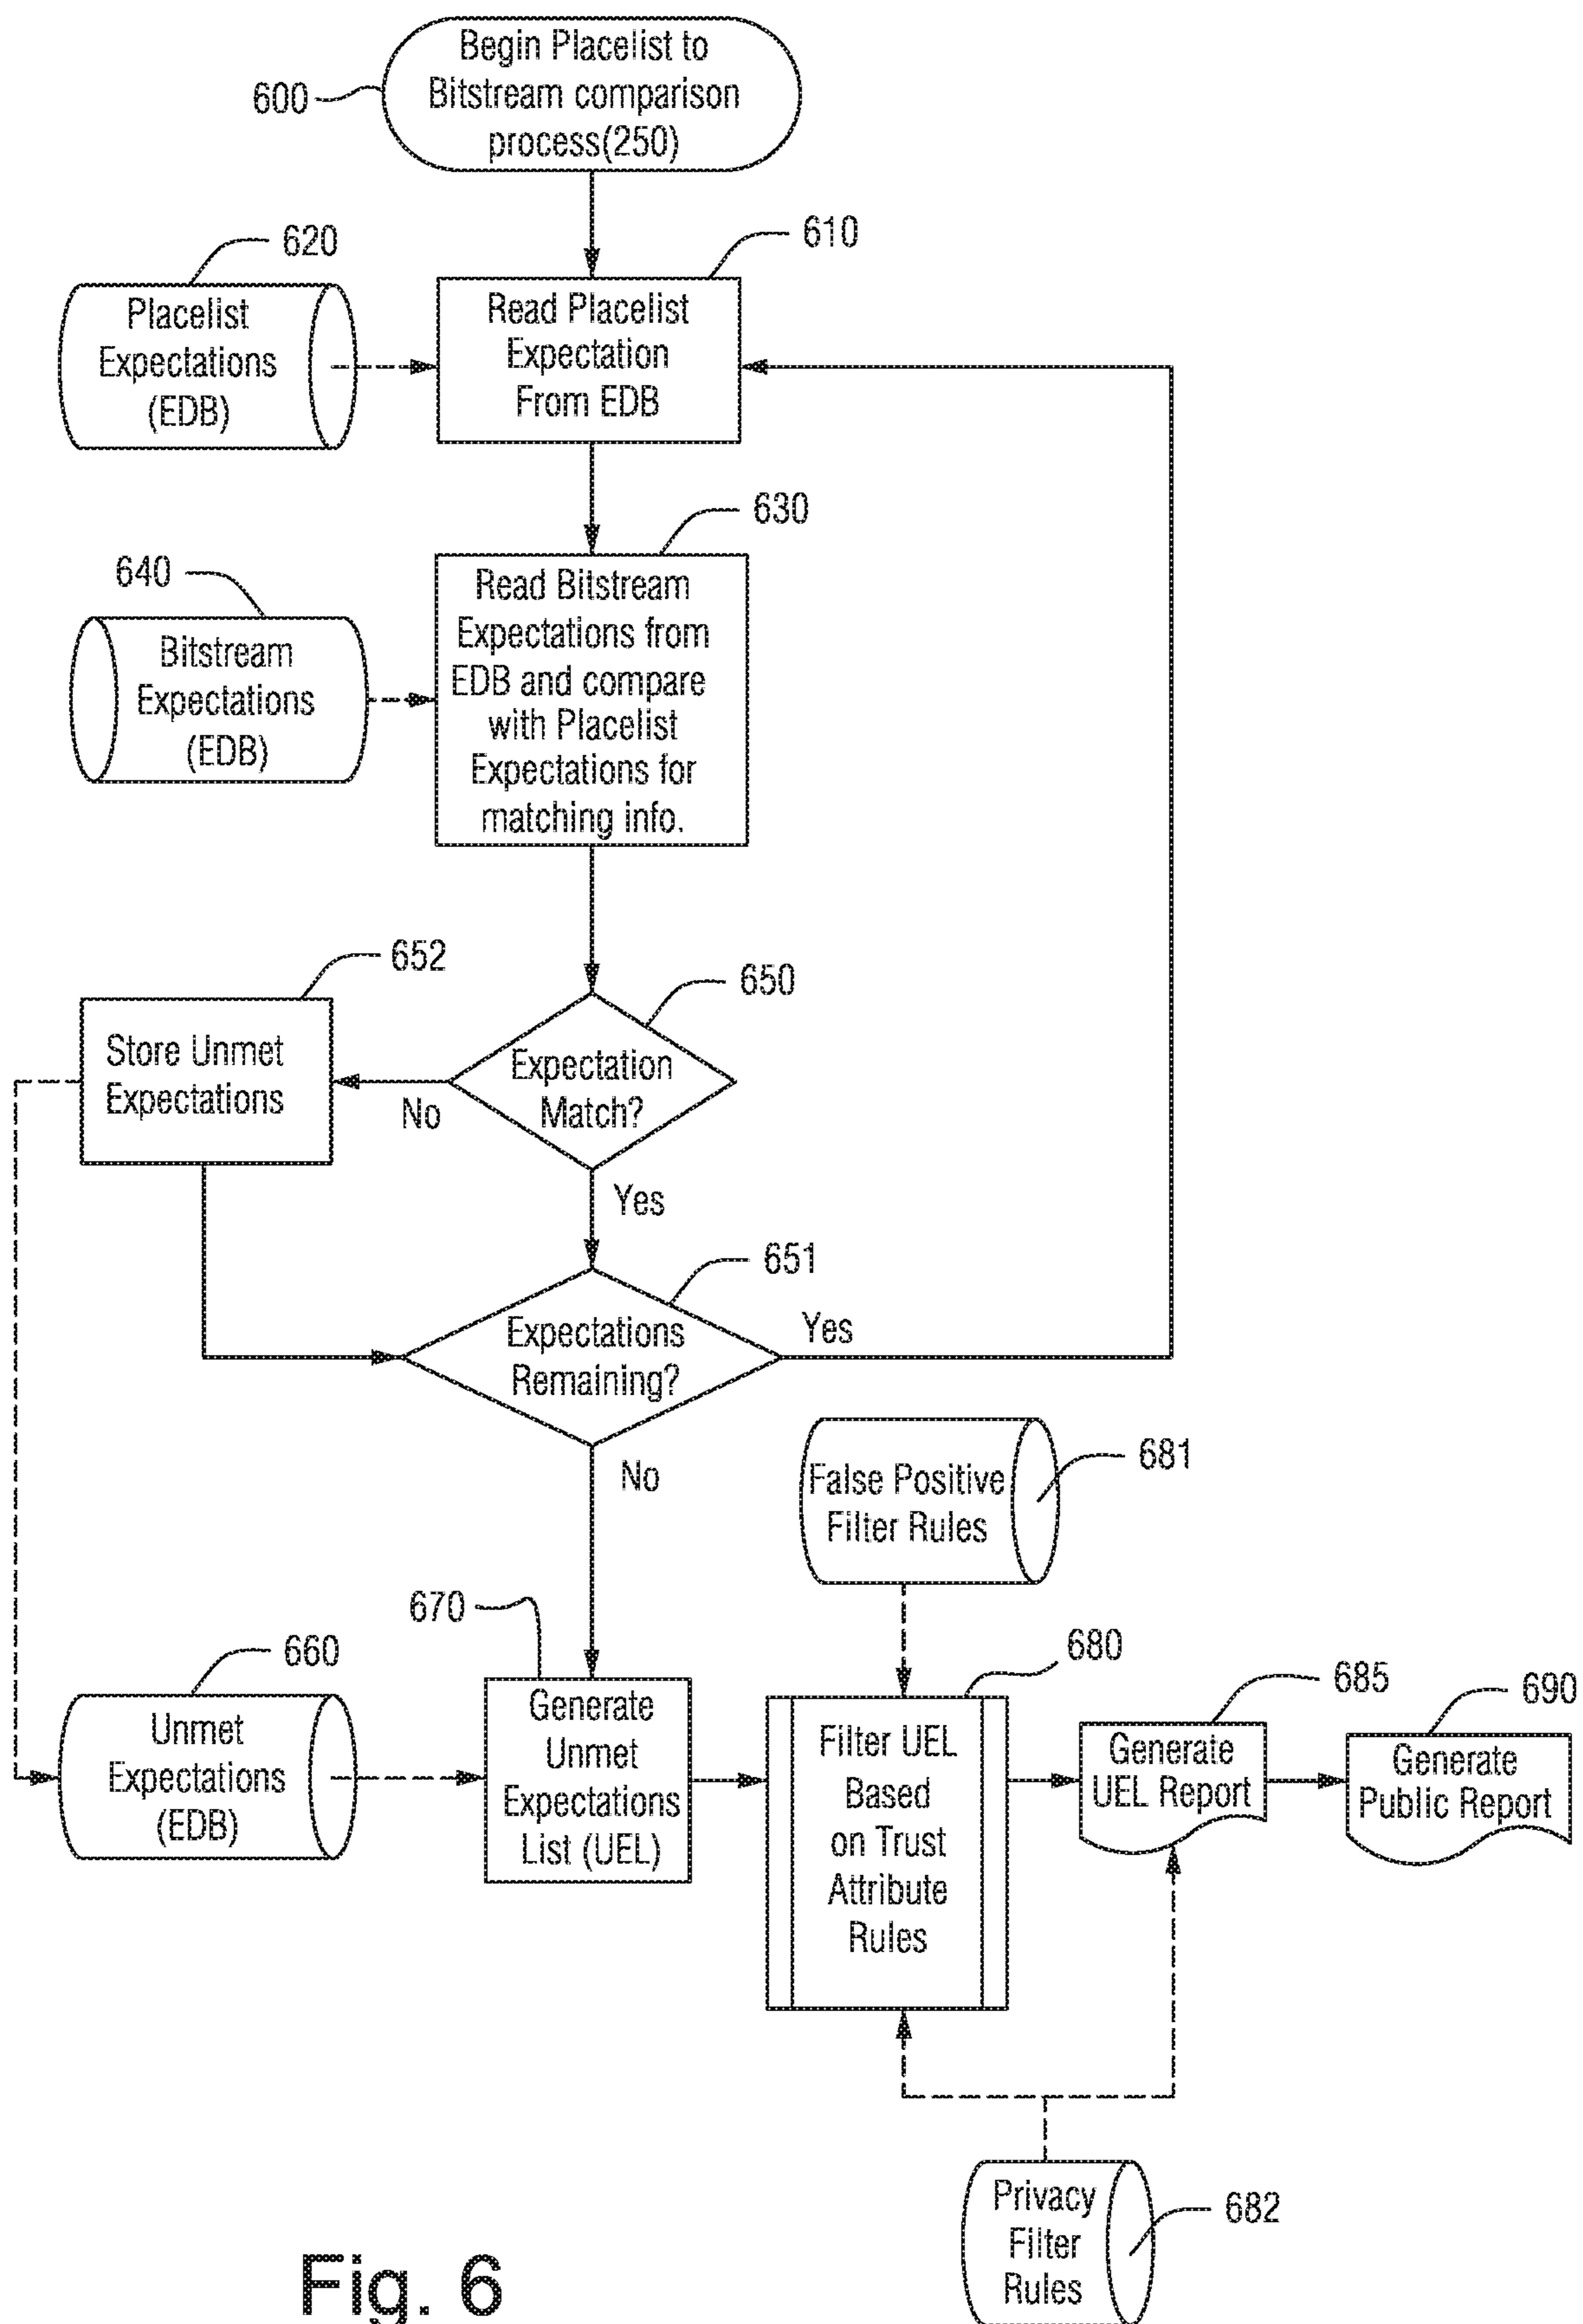 Begin Placelist to
Bitstream comparison
process(250)
600
610
620
Placelist
Expectations
(EDB)
Read Placelist
Expectation
From EDB
630
640
Bitstream
Expectations
(EDB)
Read Bitstream
Expectations from
EDB and compare
with Placelist
Expectations for
matching info.
652
650
Store Unmet
Expectations
Expectation
Match?
No
Yes
651
Expectations
Remaining?
Yes
No
681
False Positive
Filter Rules
670
660
Unmet
Expectations
(EDB)
Generate
Unmet
Expectations
List (UEL)
680
Filter UEL
Based
on Trust
Attribute
Rules
685
Generate
UEL Report
690
Generate
Public Report
Privacy
Filter
Rules
682
Fig. 6